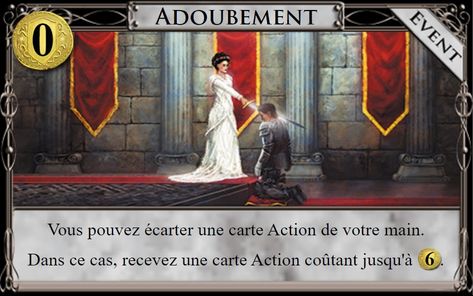 0
ADOUBEMENT
EVENT
Vous pouvez écarter une carte Action de votre main.
Dans ce cas, recevez une carte Action coûtant jusqu'à 6.